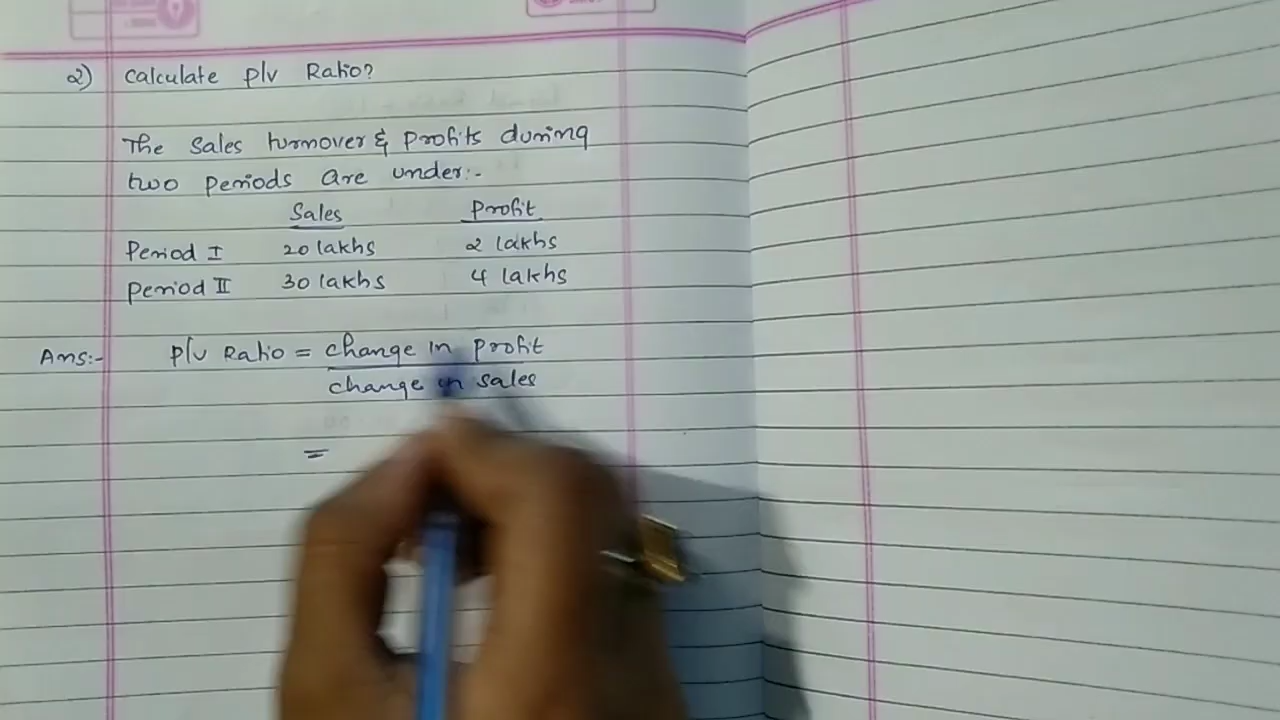 2) Calculate P/v Ratio?
The Sales turnover & Profits during
two periods are under:-
Sales Profit
Period I 20 lakhs 2 lakhs
Period II 30 lakhs 4 lakhs
Ans:- P/v Ratio = change in profit
change in sales
=